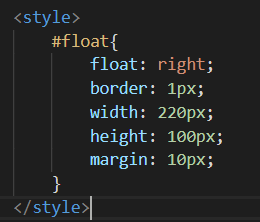 <style>
#float{
float: right;
border: 1px;
width: 220px;
height: 100px;
margin: 10px;
}
</style>